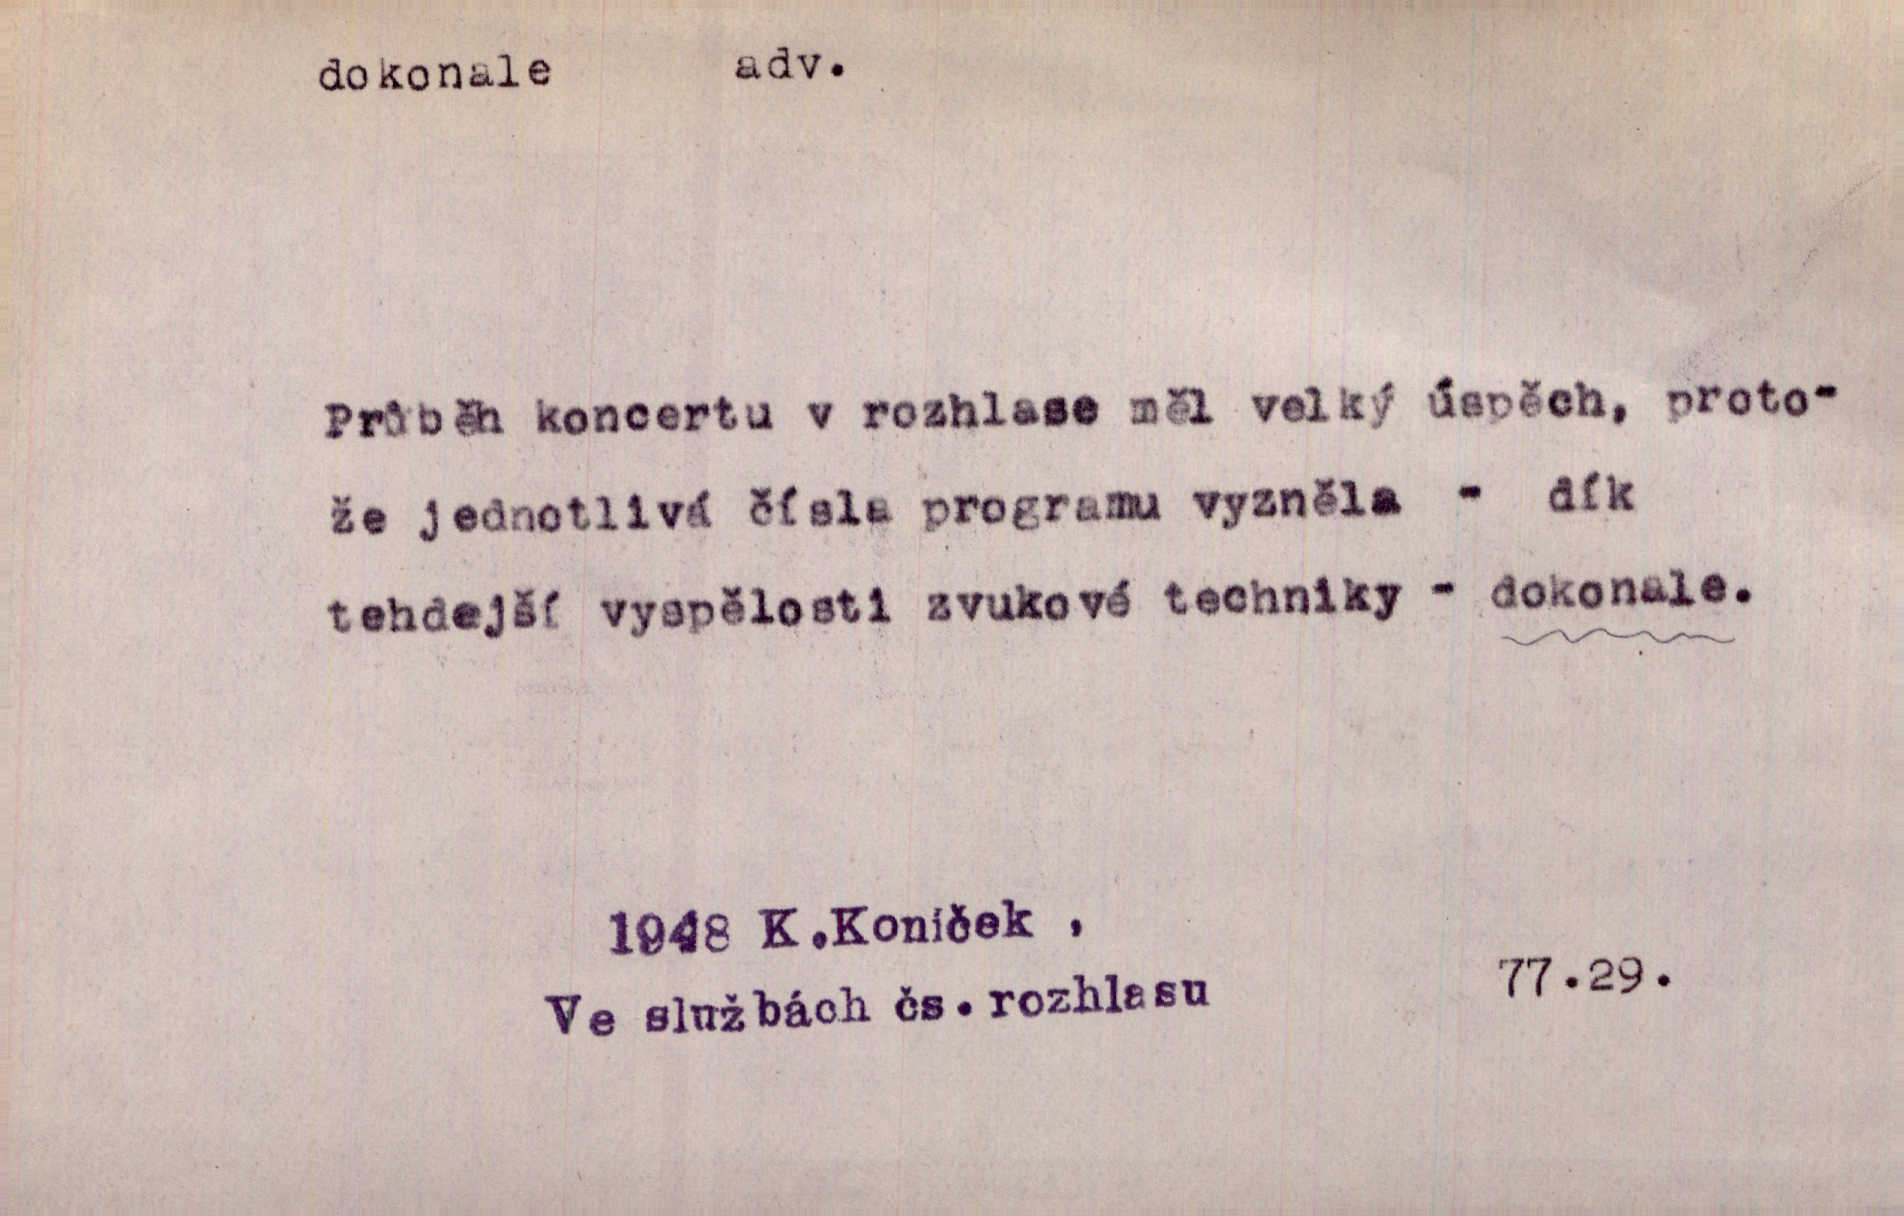 dokonale adv.
Průběh koncertu v rozhlase měl velký úspěch, proto-
že jednotlivá čísla programu vyzněla - dík
tehdejší vyspělosti zvukové techniky - dokonale.
1948 K.Koníček ,
Ve službách čs.rozhlasu
77.29.